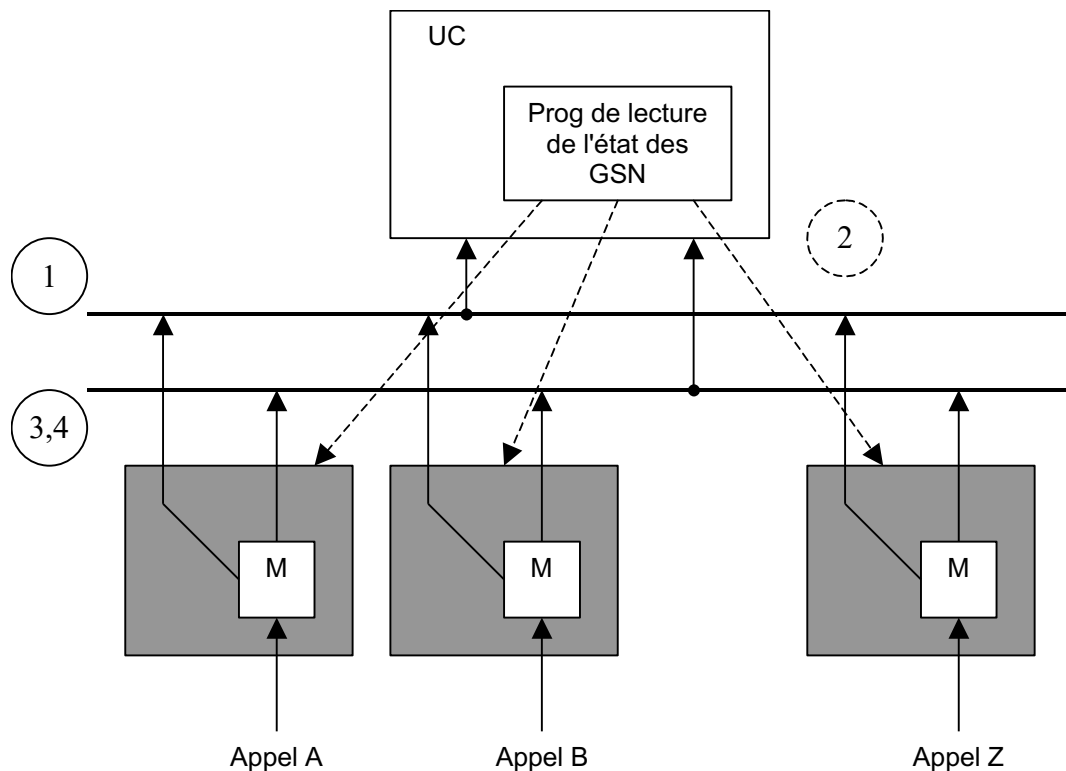 UC
Prog de lecture
de l'état des
GSN
2
1
3,4
M
M
M
Appel A
Appel B
Appel Z